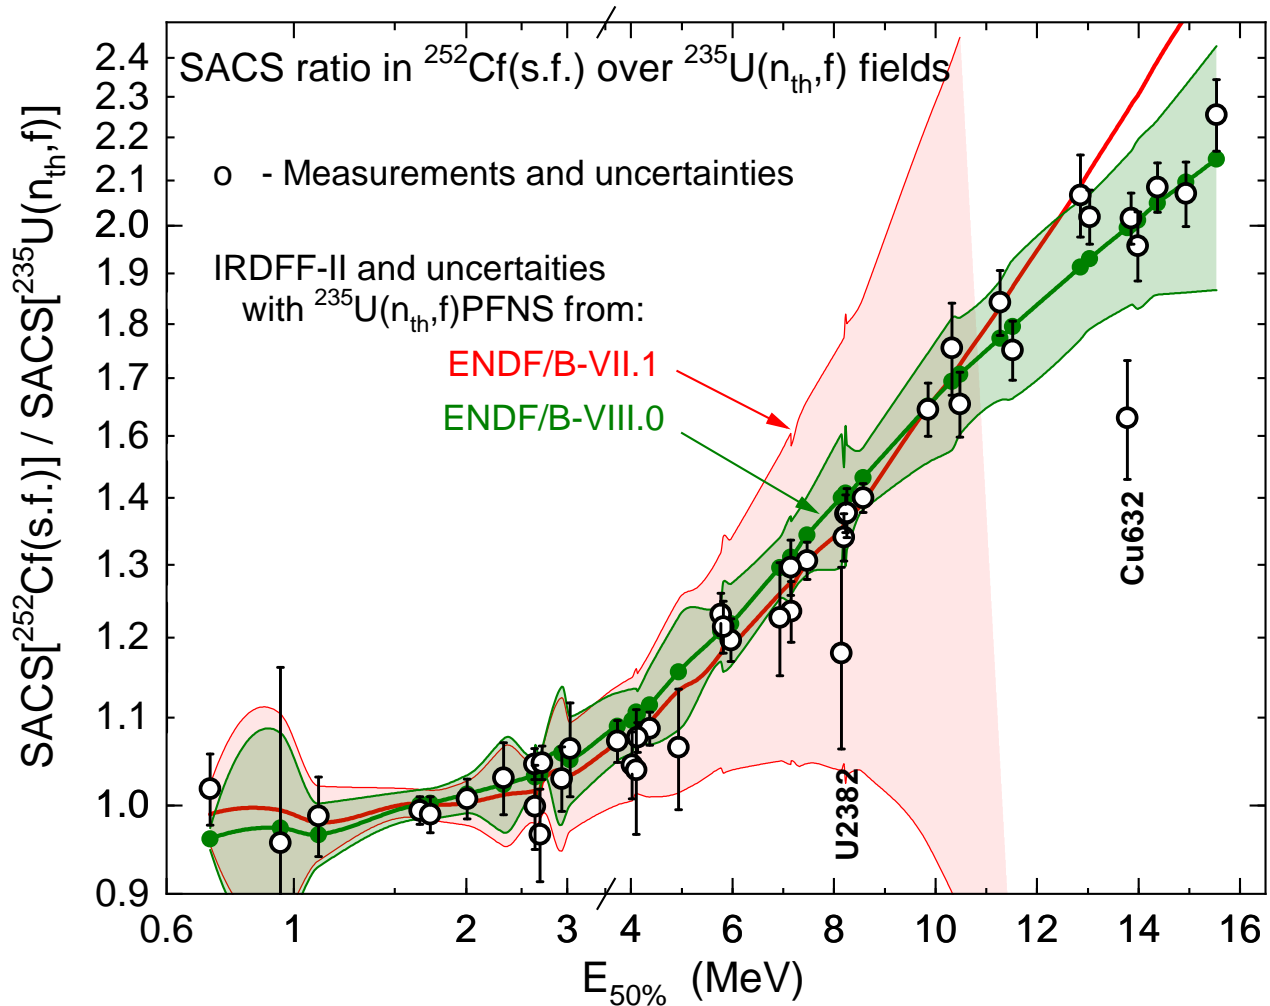 SACS ratio in ²⁵²Cf(s.f.) over ²³⁵U(nₜₕ,f) fields
o - Measurements and uncertainties
IRDFF-II and uncertaities
with ²³⁵U(nₜₕ,f)PFNS from:
ENDF/B-VII.1
ENDF/B-VIII.0
SACS[²⁵²Cf(s.f.)] / SACS[²³⁵U(nₜₕ,f)]
2.4
2.3
2.2
2.1
2.0
1.9
1.8
1.7
1.6
1.5
1.4
1.3
1.2
1.1
1.0
0.9
Cu632
U2382
0.6 1 2 3 4 6 8 10 12 14 16
E₅₀% (MeV)